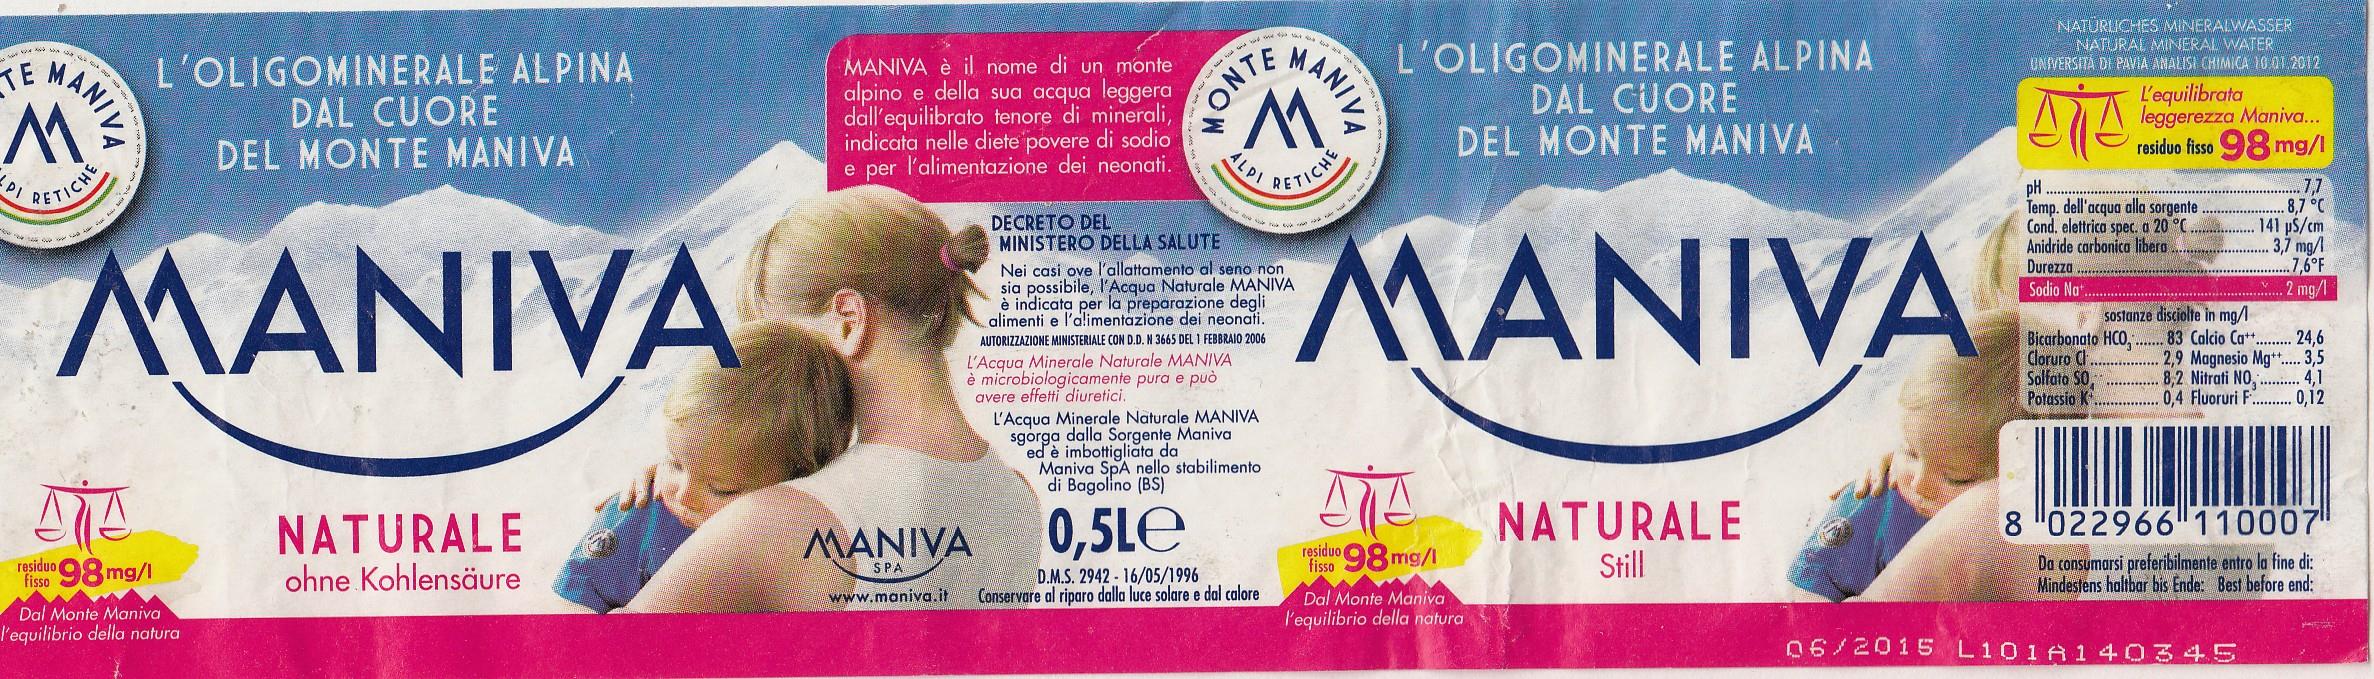 TE MANIVA
LPI RETICHE
L'OLIGOMINERALE ALPINA
DAL CUORE
DEL MONTE MANIVA
MANIVA
NATURALE
ohne Kohlensäure
residuo
fisso 98 mg/l
Dal Monte Maniva
l'equilibrio della natura
MANIVA è il nome di un monte
alpino e della sua acqua leggera
dall'equilibrato tenore di minerali,
indicata nelle diete povere di sodio
e per l'alimentazione dei neonati.
DECRETO DEL
MINISTERO DELLA SALUTE
Nei casi ove l'allattamento al seno non
sia possibile, l'Acqua Naturale MANIVA
è indicata per la preparazione degli
alimenti e l'alimentazione dei neonati.
AUTORIZZAZIONE MINISTERIALE CON D.D. N 3665 DEL 1 FEBBRAIO 2006
L'Acqua Minerale Naturale MANIVA
è microbiologicamente pura e può
avere effetti diuretici.
L'Acqua Minerale Naturale MANIVA
sgorga dalla Sorgente Maniva
ed è imbottigliata da
Maniva SpA nello stabilimento
di Bagolino (BS)
MANIVA
SPA
www.maniva.it
0,5L e
D.M.S. 2942 - 16/05/1996
Conservare al riparo dalla luce solare e dal calore
MONTE MANIVA
ALPI RETICHE
L'OLIGOMINERALE ALPINA
DAL CUORE
DEL MONTE MANIVA
MANIVA
NATURALE
Still
residuo
fisso 98 mg/l
Dal Monte Maniva
l'equilibrio della natura
NATÜRLICHES MINERALWASSER
NATURAL MINERAL WATER
UNIVERSITÀ DI PAVIA ANALISI CHIMICA 10.01.2012
L'equilibrata
leggerezza Maniva...
residuo fisso 98 mg/l
pH ........ 7,7
Temp. dell'acqua alla sorgente ........ 8,7 °C
Cond. elettrica spec. a 20 °C ........ 141 µS/cm
Anidride carbonica libera ........ 3,7 mg/l
Durezza ........ 7,6°F
Sodio Na+ ........ 2 mg/l
sostanze disciolte in mg/l
Bicarbonato HCO3 ...... 83 Calcio Ca++ ........ 24,6
Cloruro Cl- ........ 2,9 Magnesio Mg++ ..... 3,5
Solfato SO4 ........ 8,2 Nitrati NO3 ........ 4,1
Potassio K+ ........ 0,4 Fluoruri F- ........ 0,12
8 022966 110007
Da consumarsi preferibilmente entro la fine di:
Mindestens haltbar bis Ende: Best before end:
06/2015 L101A140345